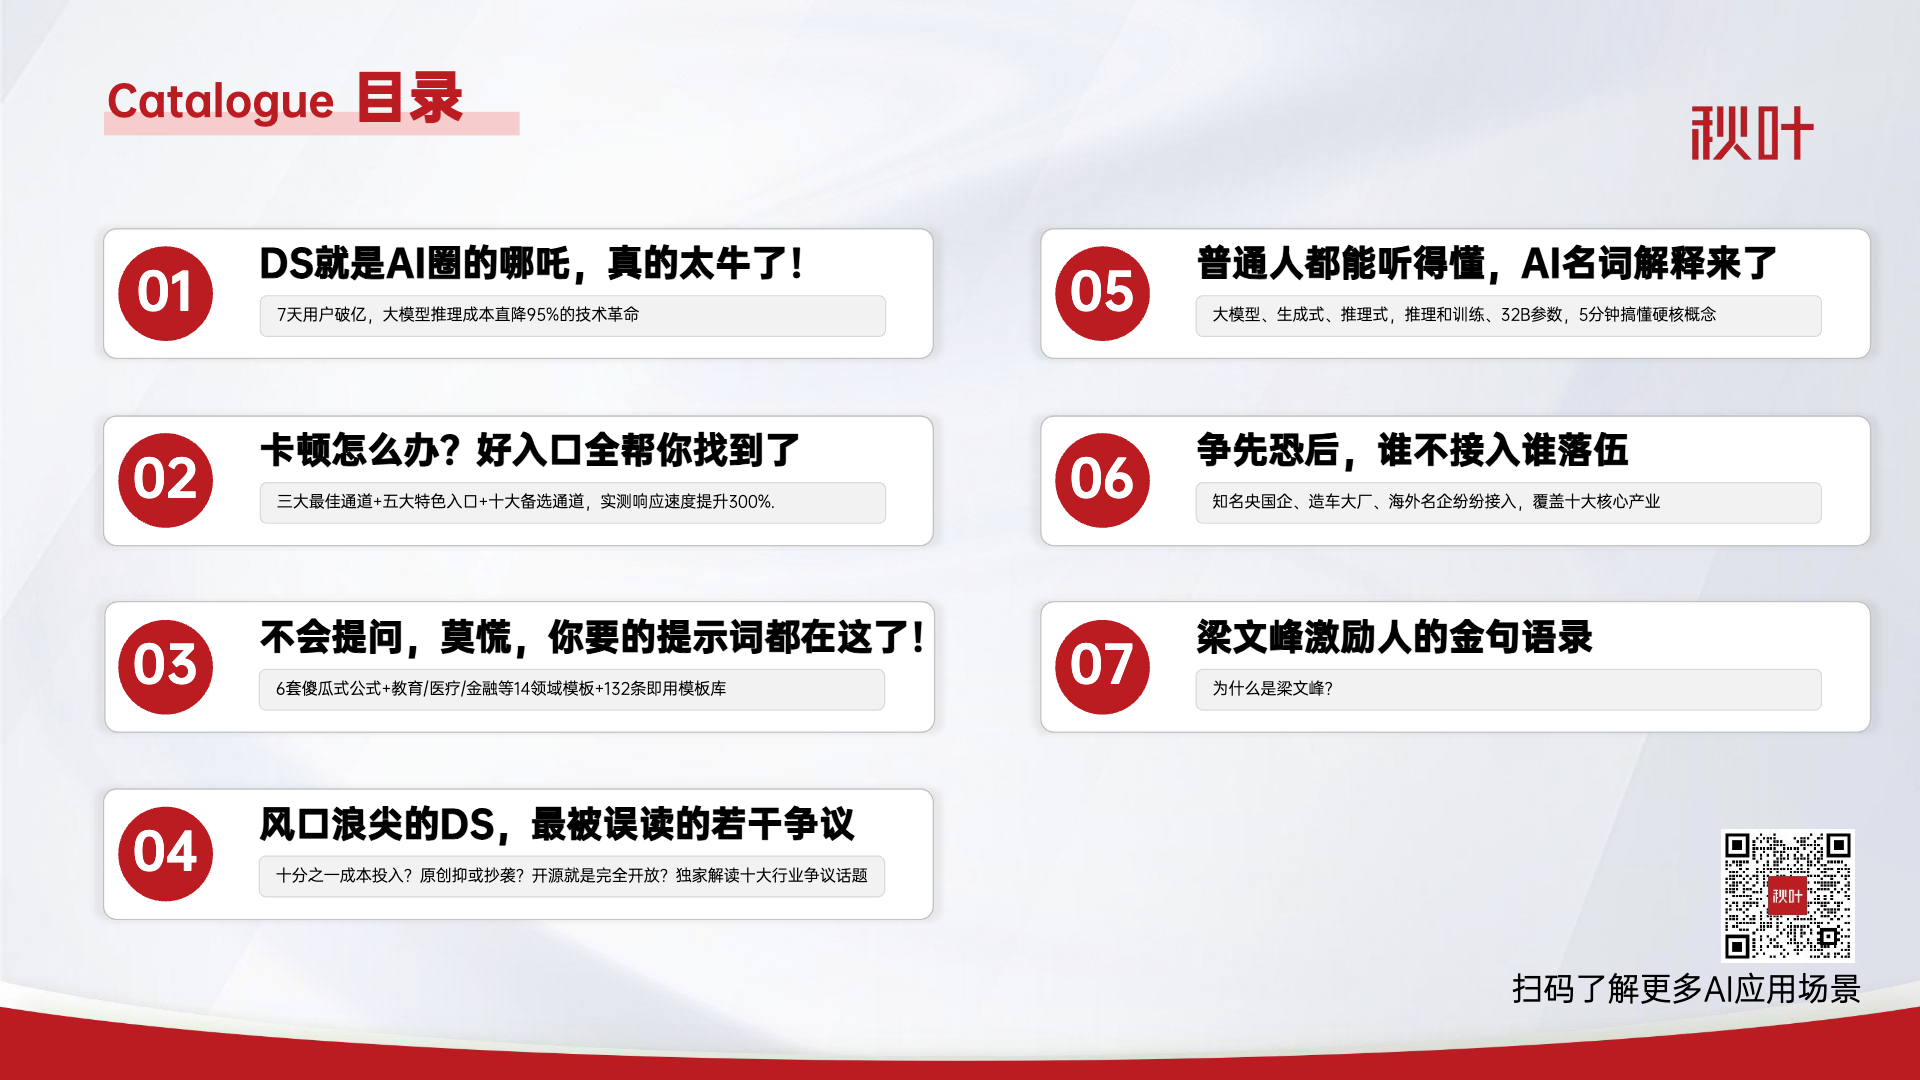 Catalogue 目录
秋叶
01
DS就是AI圈的哪吒，真的太牛了！
7天用户破亿，大模型推理成本直降95%的技术革命
02
卡顿怎么办？好入口全帮你找到了
三大最佳通道+五大特色入口+十大备选通道，实测响应速度提升300%.
03
不会提问，莫慌，你要的提示词都在这了！
6套傻瓜式公式+教育/医疗/金融等14领域模板+132条即用模板库
04
风口浪尖的DS，最被误读的若干争议
十分之一成本投入？原创抑或抄袭？开源就是完全开放？独家解读十大行业争议话题
05
普通人都能听得懂，AI名词解释来了
大模型、生成式、推理式，推理和训练、32B参数，5分钟搞懂硬核概念
06
争先恐后，谁不接入谁落伍
知名央国企、造车大厂、海外名企纷纷接入，覆盖十大核心产业
07
梁文峰激励人的金句语录
为什么是梁文峰？
秋叶
扫码了解更多AI应用场景